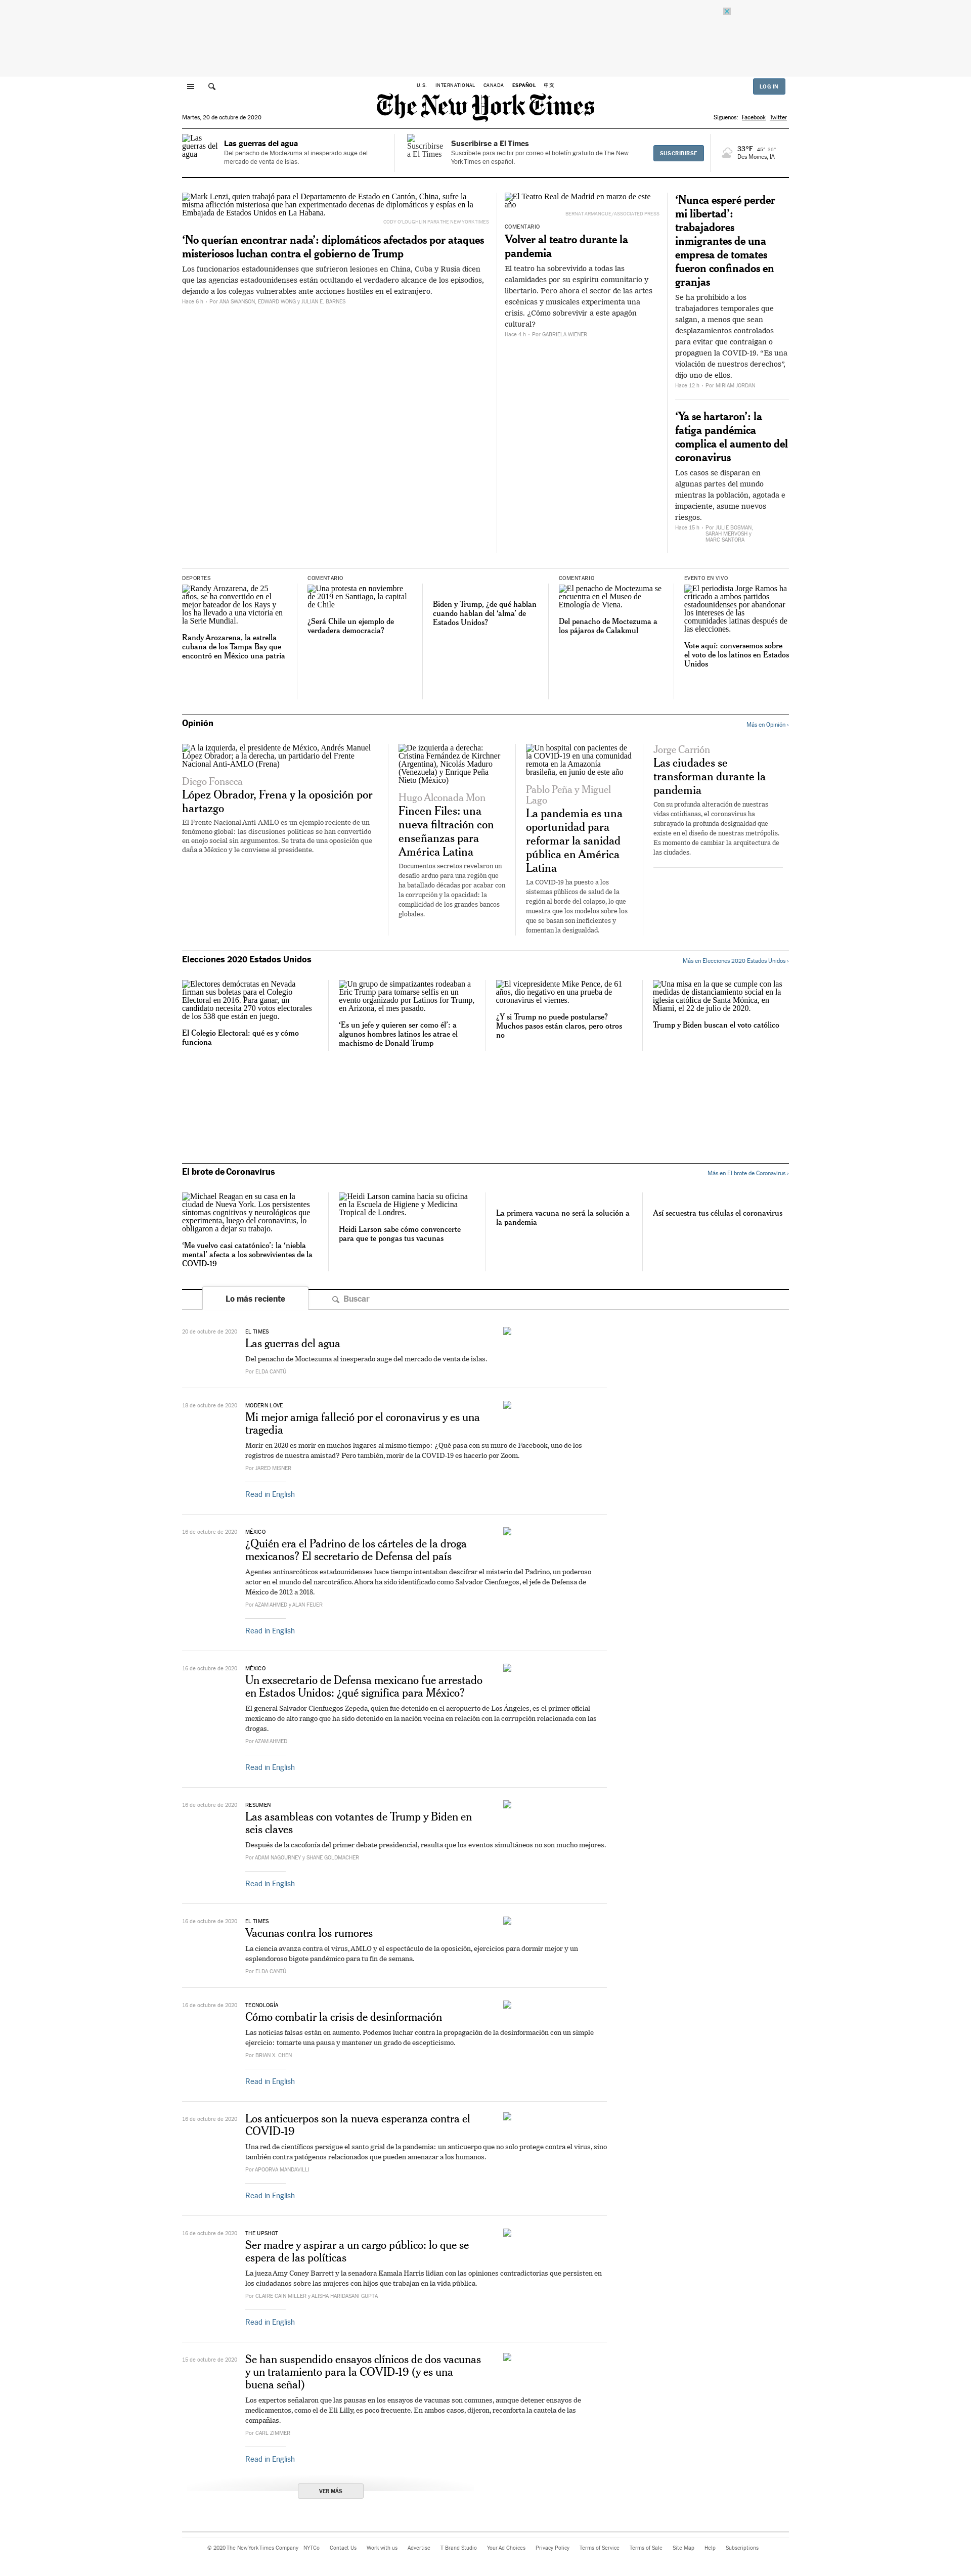 U.S.
INTERNATIONAL
CANADA
ESPAÑOL
中文
LOG IN
The New York Times
Martes, 20 de octubre de 2020
Síguenos: Facebook Twitter
Las guerras del agua
Las guerras del agua
Del penacho de Moctezuma al inesperado auge del
mercado de venta de islas.
Suscribirse a El Times
Suscribirse a El Times
Suscríbete para recibir por correo el boletín gratuito de The New
York Times en español.
SUSCRIBIRSE
33°F 45° 36°
Des Moines, IA
Mark Lenzi, quien trabajó para el Departamento de Estado en Cantón, China, sufre la
misma aflicción misteriosa que han experimentado decenas de diplomáticos y espías en la
Embajada de Estados Unidos en La Habana.
CODY O'LOUGHLIN PARA THE NEW YORK TIMES
‘No querían encontrar nada’: diplomáticos afectados por ataques
misteriosos luchan contra el gobierno de Trump
Los funcionarios estadounidenses que sufrieron lesiones en China, Cuba y Rusia dicen
que las agencias estadounidenses están ocultando el verdadero alcance de los episodios,
dejando a los colegas vulnerables ante acciones hostiles en el extranjero.
Hace 6 h – Por ANA SWANSON, EDWARD WONG y JULIAN E. BARNES
El Teatro Real de Madrid en marzo de este
año
BERNAT ARMANGUE/ASSOCIATED PRESS
COMENTARIO
Volver al teatro durante la
pandemia
El teatro ha sobrevivido a todas las
calamidades por su espíritu comunitario y
libertario. Pero ahora el sector de las artes
escénicas y musicales experimenta una
crisis. ¿Cómo sobrevivir a este apagón
cultural?
Hace 4 h – Por GABRIELA WIENER
‘Nunca esperé perder
mi libertad’:
trabajadores
inmigrantes de una
empresa de tomates
fueron confinados en
granjas
Se ha prohibido a los
trabajadores temporales que
salgan, a menos que sean
desplazamientos controlados
para evitar que contraigan o
propaguen la COVID-19. “Es una
violación de nuestros derechos”,
dijo uno de ellos.
Hace 12 h – Por MIRIAM JORDAN
‘Ya se hartaron’: la
fatiga pandémica
complica el aumento del
coronavirus
Los casos se disparan en
algunas partes del mundo
mientras la población, agotada e
impaciente, asume nuevos
riesgos.
Hace 15 h – Por JULIE BOSMAN,
SARAH MERVOSH y
MARC SANTORA
DEPORTES
Randy Arozarena, de 25
años, se ha convertido en el
mejor bateador de los Rays y
los ha llevado a una victoria en
la Serie Mundial.
Randy Arozarena, la estrella
cubana de los Tampa Bay que
encontró en México una patria
COMENTARIO
Una protesta en noviembre
de 2019 en Santiago, la capital
de Chile
¿Será Chile un ejemplo de
verdadera democracia?
Biden y Trump, ¿de qué hablan
cuando hablan del ‘alma’ de
Estados Unidos?
COMENTARIO
El penacho de Moctezuma se
encuentra en el Museo de
Etnología de Viena.
Del penacho de Moctezuma a
los pájaros de Calakmul
EVENTO EN VIVO
El periodista Jorge Ramos ha
criticado a ambos partidos
estadounidenses por abandonar
los intereses de las
comunidades latinas después de
las elecciones.
Vote aquí: conversemos sobre
el voto de los latinos en Estados
Unidos
Opinión
Más en Opinión ›
A la izquierda, el presidente de México, Andrés Manuel
López Obrador; a la derecha, un partidario del Frente
Nacional Anti-AMLO (Frena)
Diego Fonseca
López Obrador, Frena y la oposición por
hartazgo
El Frente Nacional Anti-AMLO es un ejemplo reciente de un
fenómeno global: las discusiones políticas se han convertido
en enojo social sin argumentos. Se trata de una oposición que
daña a México y le conviene al presidente.
De izquierda a derecha:
Cristina Fernández de Kirchner
(Argentina), Nicolás Maduro
(Venezuela) y Enrique Peña
Nieto (México)
Hugo Alconada Mon
Fincen Files: una
nueva filtración con
enseñanzas para
América Latina
Documentos secretos revelaron un
desafío arduo para una región que
ha batallado décadas por acabar con
la corrupción y la opacidad: la
complicidad de los grandes bancos
globales.
Un hospital con pacientes de
la COVID-19 en una comunidad
remota en la Amazonía
brasileña, en junio de este año
Pablo Peña y Miguel
Lago
La pandemia es una
oportunidad para
reformar la sanidad
pública en América
Latina
La COVID-19 ha puesto a los
sistemas públicos de salud de la
región al borde del colapso, lo que
muestra que los modelos sobre los
que se basan son ineficientes y
fomentan la desigualdad.
Jorge Carrión
Las ciudades se
transforman durante la
pandemia
Con su profunda alteración de nuestras
vidas cotidianas, el coronavirus ha
subrayado la profunda desigualdad que
existe en el diseño de nuestras metrópolis.
Es momento de cambiar la arquitectura de
las ciudades.
Elecciones 2020 Estados Unidos
Más en Elecciones 2020 Estados Unidos ›
Electores demócratas en Nevada
firman sus boletas para el Colegio
Electoral en 2016. Para ganar, un
candidato necesita 270 votos electorales
de los 538 que están en juego.
El Colegio Electoral: qué es y cómo
funciona
Un grupo de simpatizantes rodeaban a
Eric Trump para tomarse selfis en un
evento organizado por Latinos for Trump,
en Arizona, el mes pasado.
‘Es un jefe y quieren ser como él’: a
algunos hombres latinos les atrae el
machismo de Donald Trump
El vicepresidente Mike Pence, de 61
años, dio negativo en una prueba de
coronavirus el viernes.
¿Y si Trump no puede postularse?
Muchos pasos están claros, pero otros
no
Una misa en la que se cumple con las
medidas de distanciamiento social en la
iglesia católica de Santa Mónica, en
Miami, el 22 de julio de 2020.
Trump y Biden buscan el voto católico
El brote de Coronavirus
Más en El brote de Coronavirus ›
Michael Reagan en su casa en la
ciudad de Nueva York. Los persistentes
síntomas cognitivos y neurológicos que
experimenta, luego del coronavirus, lo
obligaron a dejar su trabajo.
‘Me vuelvo casi catatónico’: la ‘niebla
mental’ afecta a los sobrevivientes de la
COVID-19
Heidi Larson camina hacia su oficina
en la Escuela de Higiene y Medicina
Tropical de Londres.
Heidi Larson sabe cómo convencerte
para que te pongas tus vacunas
La primera vacuna no será la solución a
la pandemia
Así secuestra tus células el coronavirus
Lo más reciente
Buscar
20 de octubre de 2020
EL TIMES
Las guerras del agua
Del penacho de Moctezuma al inesperado auge del mercado de venta de islas.
Por ELDA CANTÚ
18 de octubre de 2020
MODERN LOVE
Mi mejor amiga falleció por el coronavirus y es una
tragedia
Morir en 2020 es morir en muchos lugares al mismo tiempo: ¿Qué pasa con su muro de Facebook, uno de los
registros de nuestra amistad? Pero también, morir de la COVID-19 es hacerlo por Zoom.
Por JARED MISNER
Read in English
16 de octubre de 2020
MÉXICO
¿Quién era el Padrino de los cárteles de la droga
mexicanos? El secretario de Defensa del país
Agentes antinarcóticos estadounidenses hace tiempo intentaban descifrar el misterio del Padrino, un poderoso
actor en el mundo del narcotráfico. Ahora ha sido identificado como Salvador Cienfuegos, el jefe de Defensa de
México de 2012 a 2018.
Por AZAM AHMED y ALAN FEUER
Read in English
16 de octubre de 2020
MÉXICO
Un exsecretario de Defensa mexicano fue arrestado
en Estados Unidos: ¿qué significa para México?
El general Salvador Cienfuegos Zepeda, quien fue detenido en el aeropuerto de Los Ángeles, es el primer oficial
mexicano de alto rango que ha sido detenido en la nación vecina en relación con la corrupción relacionada con las
drogas.
Por AZAM AHMED
Read in English
16 de octubre de 2020
RESUMEN
Las asambleas con votantes de Trump y Biden en
seis claves
Después de la cacofonía del primer debate presidencial, resulta que los eventos simultáneos no son mucho mejores.
Por ADAM NAGOURNEY y SHANE GOLDMACHER
Read in English
16 de octubre de 2020
EL TIMES
Vacunas contra los rumores
La ciencia avanza contra el virus, AMLO y el espectáculo de la oposición, ejercicios para dormir mejor y un
esplendoroso bigote pandémico para tu fin de semana.
Por ELDA CANTÚ
16 de octubre de 2020
TECNOLOGÍA
Cómo combatir la crisis de desinformación
Las noticias falsas están en aumento. Podemos luchar contra la propagación de la desinformación con un simple
ejercicio: tomarte una pausa y mantener un grado de escepticismo.
Por BRIAN X. CHEN
Read in English
16 de octubre de 2020
Los anticuerpos son la nueva esperanza contra el
COVID-19
Una red de científicos persigue el santo grial de la pandemia: un anticuerpo que no solo protege contra el virus, sino
también contra patógenos relacionados que pueden amenazar a los humanos.
Por APOORVA MANDAVILLI
Read in English
16 de octubre de 2020
THE UPSHOT
Ser madre y aspirar a un cargo público: lo que se
espera de las políticas
La jueza Amy Coney Barrett y la senadora Kamala Harris lidian con las opiniones contradictorias que persisten en
los ciudadanos sobre las mujeres con hijos que trabajan en la vida pública.
Por CLAIRE CAIN MILLER y ALISHA HARIDASANI GUPTA
Read in English
15 de octubre de 2020
Se han suspendido ensayos clínicos de dos vacunas
y un tratamiento para la COVID-19 (y es una
buena señal)
Los expertos señalaron que las pausas en los ensayos de vacunas son comunes, aunque detener ensayos de
medicamentos, como el de Eli Lilly, es poco frecuente. En ambos casos, dijeron, reconforta la cautela de las
compañías.
Por CARL ZIMMER
Read in English
VER MÁS
© 2020 The New York Times Company NYTCo Contact Us Work with us Advertise T Brand Studio Your Ad Choices Privacy Policy Terms of Service Terms of Sale Site Map Help Subscriptions